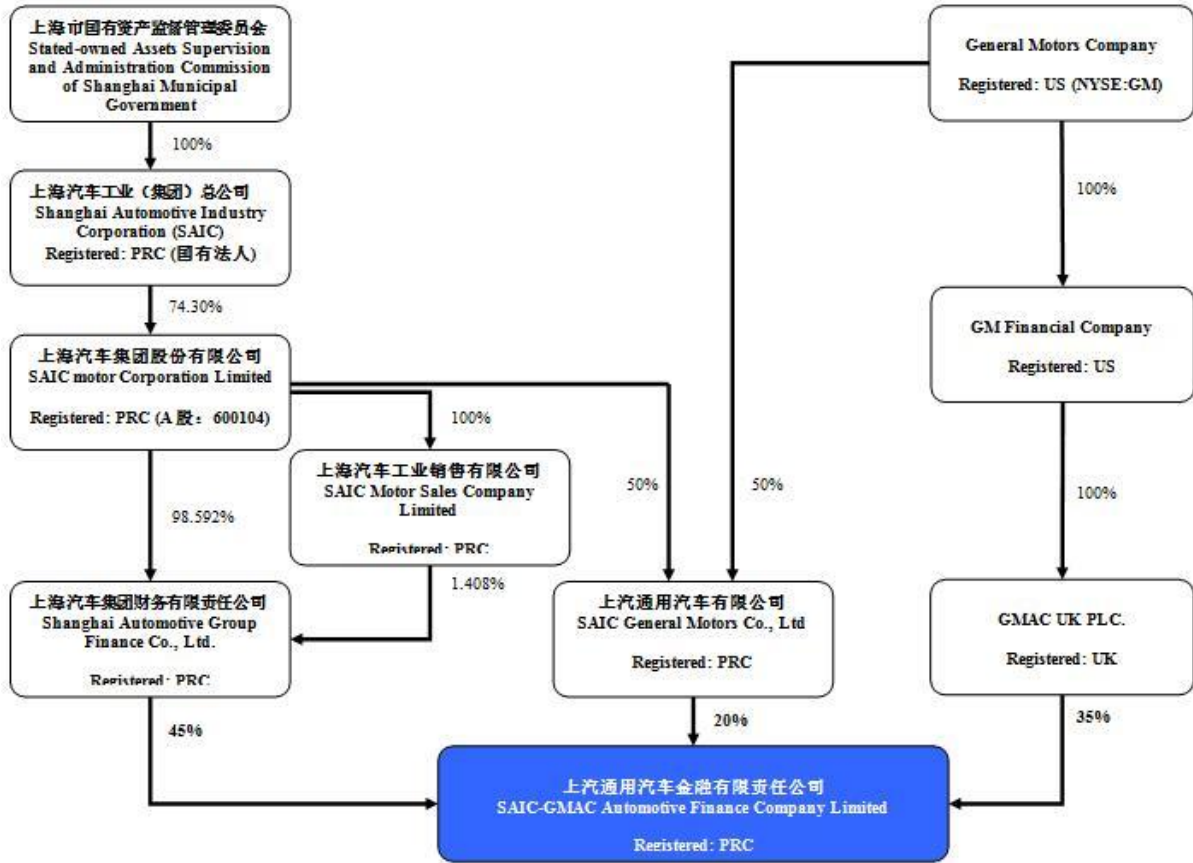 上海市国有资产监督管理委员会
Stated-owned Assets Supervision
and Administration Commission
of Shanghai Municipal
Government
General Motors Company
Registered: US (NYSE:GM)
100%
100%
上海汽车工业（集团）总公司
Shanghai Automotive Industry
Corporation (SAIC)
Registered: PRC (国有法人)
74.30%
GM Financial Company
Registered: US
上海汽车集团股份有限公司
SAIC motor Corporation Limited
Registered: PRC (A 股：600104)
100%
上海汽车工业销售有限公司
SAIC Motor Sales Company
Limited
Registered: PRC
50%
50%
100%
98.592%
1.408%
上海汽车集团财务有限责任公司
Shanghai Automotive Group
Finance Co., Ltd.
Registered: PRC
上汽通用汽车有限公司
SAIC General Motors Co., Ltd
Registered: PRC
GMAC UK PLC.
Registered: UK
45%
20%
35%
上汽通用汽车金融有限责任公司
SAIC-GMAC Automotive Finance Company Limited
Registered: PRC